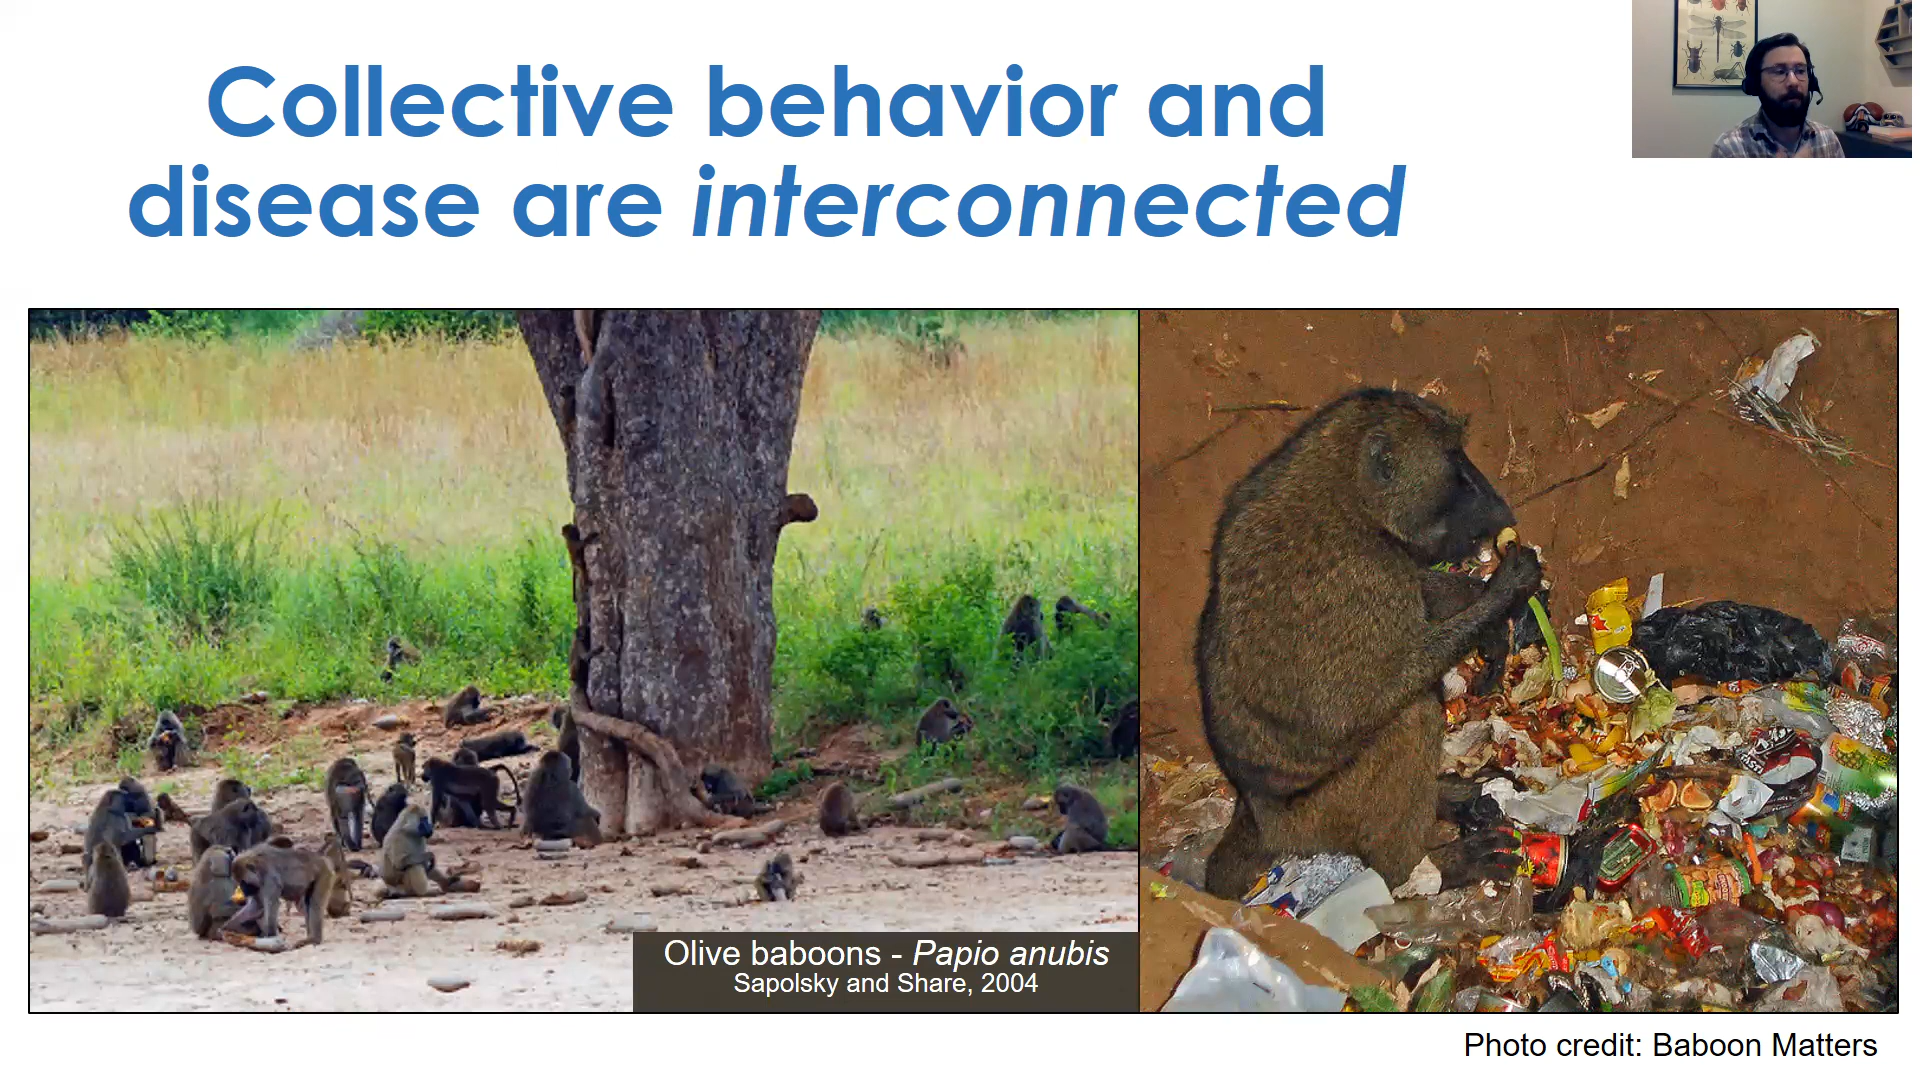 Collective behavior and
disease are interconnected
Olive baboons - Papio anubis
Sapolsky and Share, 2004
Photo credit: Baboon Matters